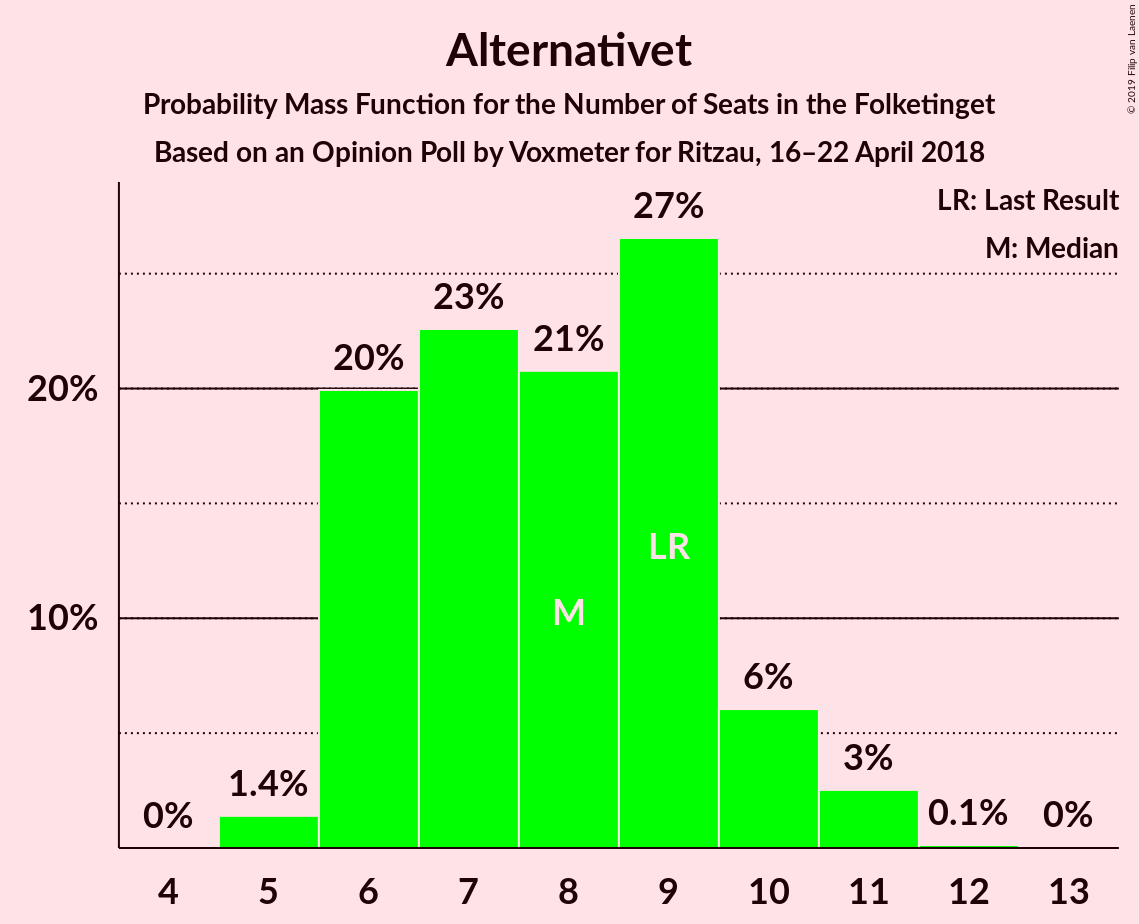 Alternativet
Probability Mass Function for the Number of Seats in the Folketinget
Based on an Opinion Poll by Voxmeter for Ritzau, 16–22 April 2018
© 2019 Filip van Laenen
LR: Last Result
M: Median
20%
10%
0%
1.4%
20%
23%
21%
27%
6%
3%
0.1%
0%
M
LR
4 5 6 7 8 9 10 11 12 13